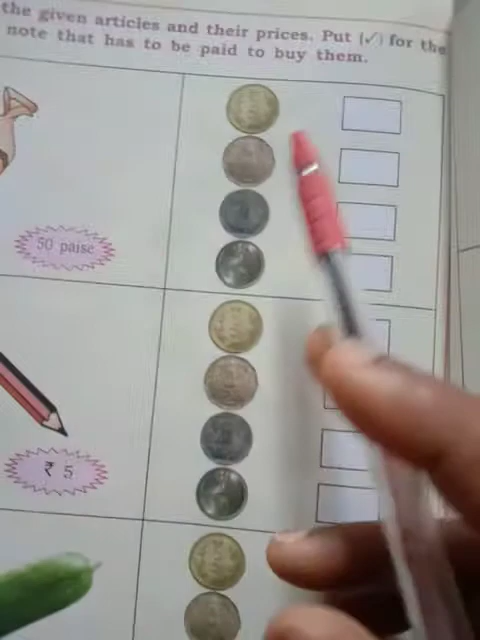 the given articles and their prices. Put (✓) for the
note that has to be paid to buy them.
50 paise
₹ 5